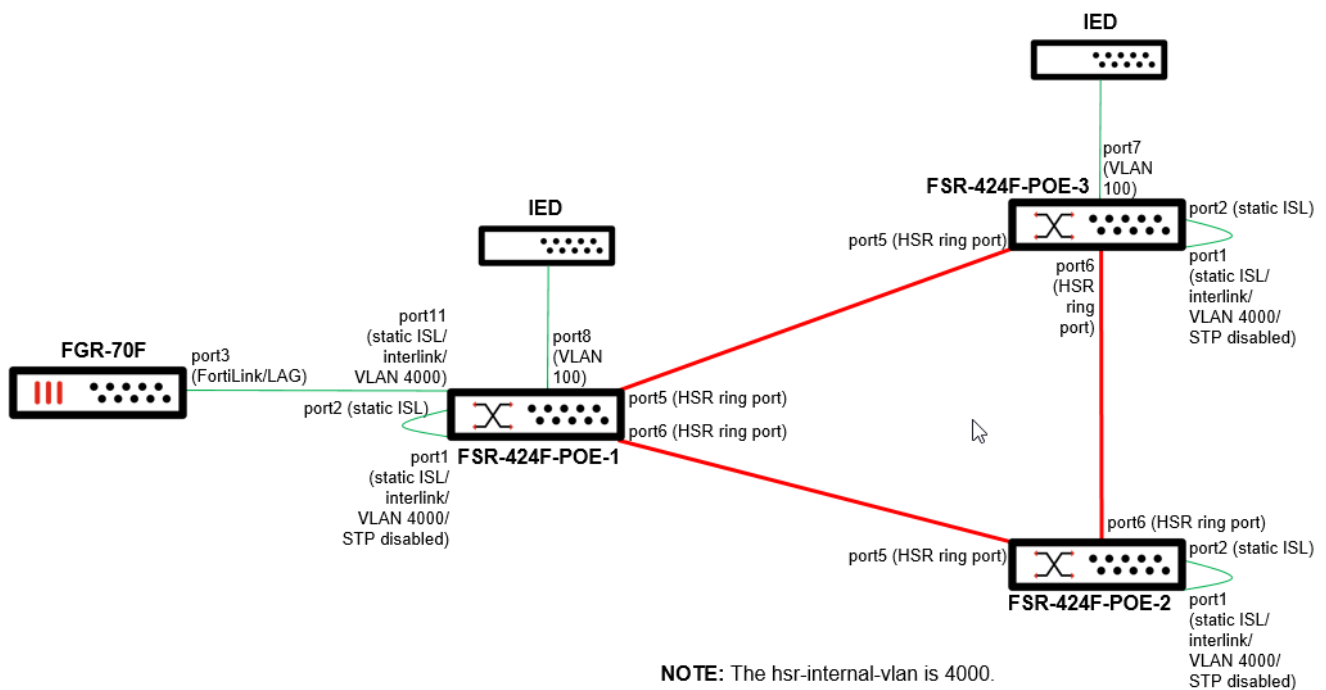 IED
port7
(VLAN
100)
FSR-424F-POE-3
port2 (static ISL)
port5 (HSR ring port)
port6
(HSR
ring
port)
port1
(static ISL/
interlink/
VLAN 4000/
STP disabled)
IED
port11
(static ISL/
interlink/
VLAN 4000)
port8
(VLAN
100)
FGR-70F
port3
(FortiLink/LAG)
port2 (static ISL)
port5 (HSR ring port)
port6 (HSR ring port)
FSR-424F-POE-1
port1
(static ISL/
interlink/
VLAN 4000/
STP disabled)
port6 (HSR ring port)
port5 (HSR ring port)
port2 (static ISL)
FSR-424F-POE-2
port1
(static ISL/
interlink/
VLAN 4000/
STP disabled)
NOTE: The hsr-internal-vlan is 4000.